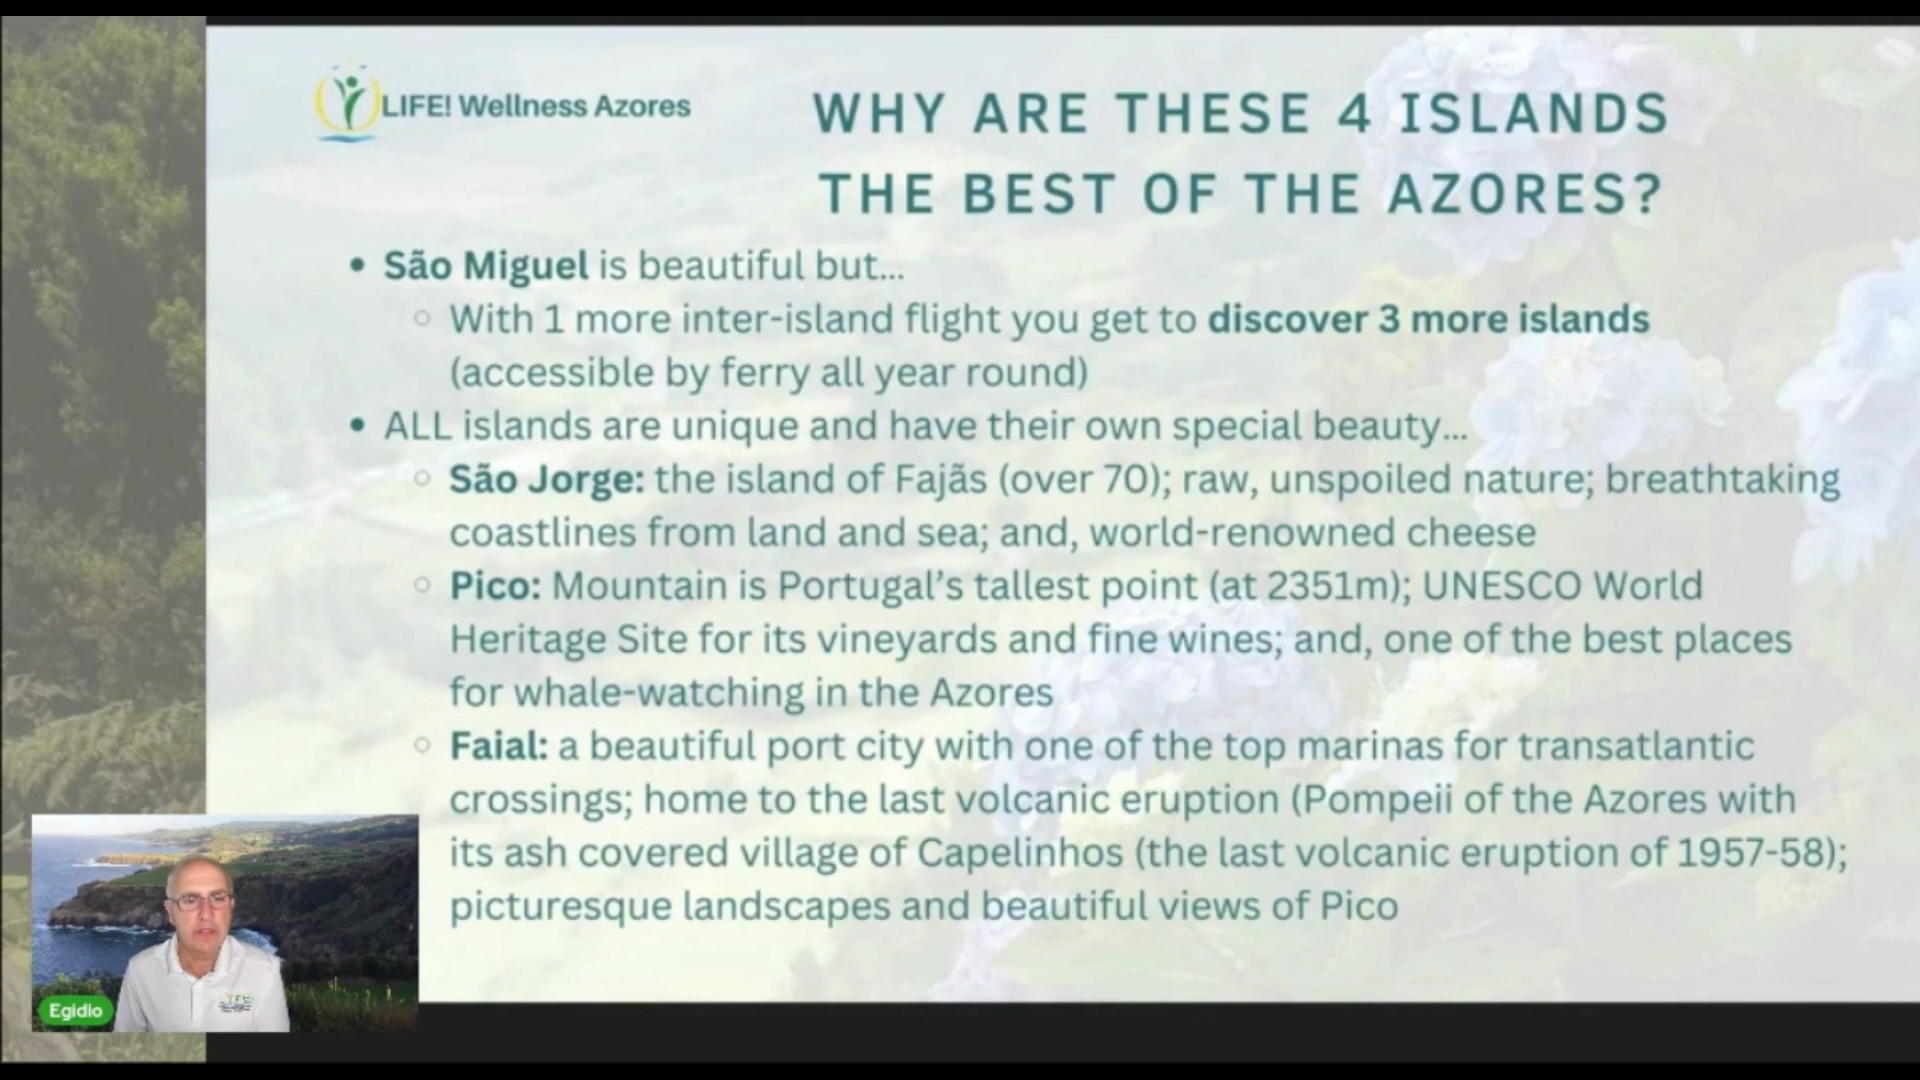 LIFE! Wellness Azores
WHY ARE THESE 4 ISLANDS
THE BEST OF THE AZORES?
• São Miguel is beautiful but...
○ With 1 more inter-island flight you get to discover 3 more islands
(accessible by ferry all year round)
• ALL islands are unique and have their own special beauty...
○ São Jorge: the island of Fajãs (over 70); raw, unspoiled nature; breathtaking
coastlines from land and sea; and, world-renowned cheese
○ Pico: Mountain is Portugal’s tallest point (at 2351m); UNESCO World
Heritage Site for its vineyards and fine wines; and, one of the best places
for whale-watching in the Azores
○ Faial: a beautiful port city with one of the top marinas for transatlantic
crossings; home to the last volcanic eruption (Pompeii of the Azores with
its ash covered village of Capelinhos (the last volcanic eruption of 1957-58);
picturesque landscapes and beautiful views of Pico
Egidio